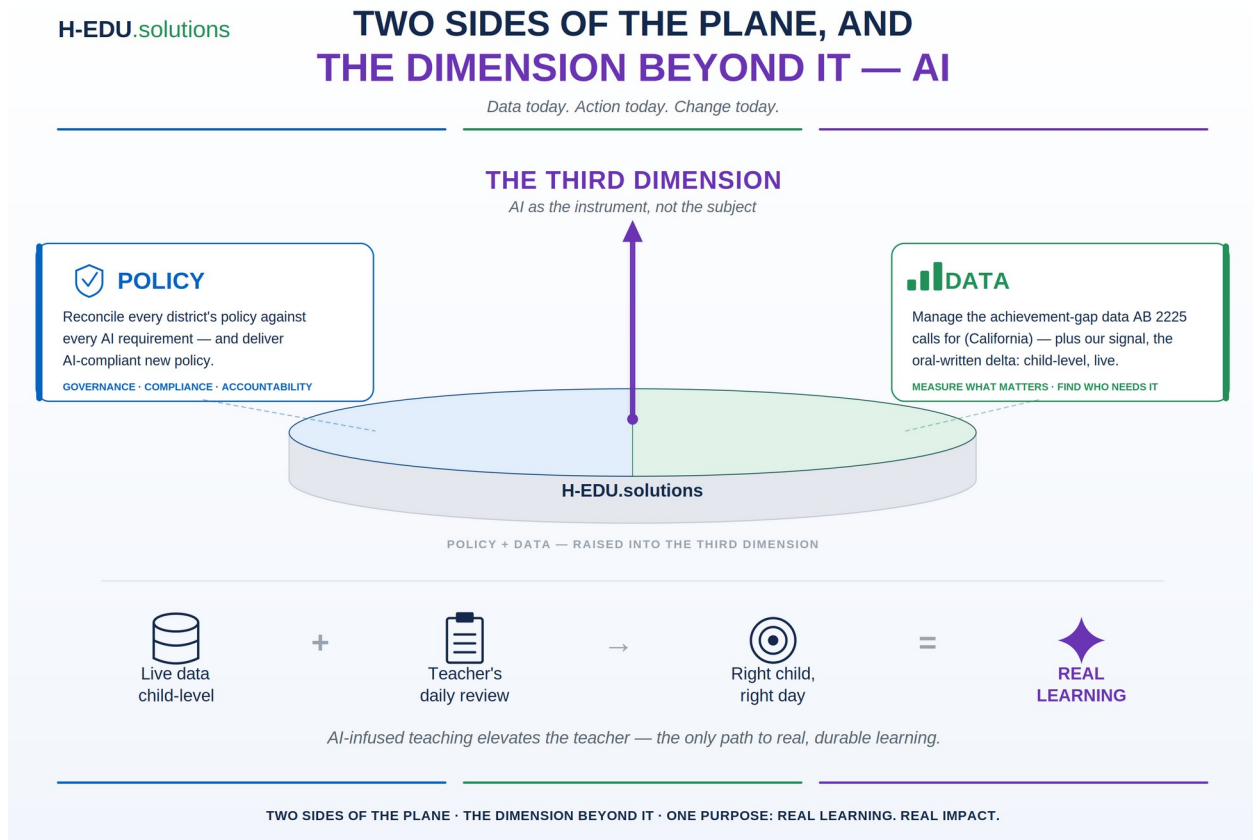 H-EDU.solutions
TWO SIDES OF THE PLANE, AND
THE DIMENSION BEYOND IT — AI
Data today. Action today. Change today.
THE THIRD DIMENSION
AI as the instrument, not the subject
POLICY
Reconcile every district's policy against
every AI requirement — and deliver
AI-compliant new policy.
GOVERNANCE · COMPLIANCE · ACCOUNTABILITY
DATA
Manage the achievement-gap data AB 2225
calls for (California) — plus our signal, the
oral-written delta: child-level, live.
MEASURE WHAT MATTERS · FIND WHO NEEDS IT
H-EDU.solutions
POLICY + DATA — RAISED INTO THE THIRD DIMENSION
Live data
child-level
+
Teacher's
daily review
→
Right child,
right day
=
REAL
LEARNING
AI-infused teaching elevates the teacher — the only path to real, durable learning.
TWO SIDES OF THE PLANE · THE DIMENSION BEYOND IT · ONE PURPOSE: REAL LEARNING. REAL IMPACT.